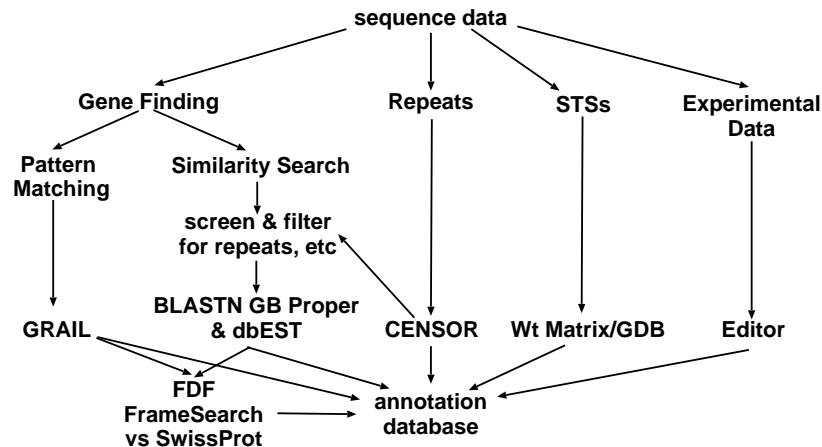 sequence data
Gene Finding
Repeats
STSs
Experimental
Data
Pattern
Matching
Similarity Search
screen & filter
for repeats, etc
BLASTN GB Proper
& dbEST
GRAIL
CENSOR
Wt Matrix/GDB
Editor
FDF
FrameSearch
vs SwissProt
annotation
database